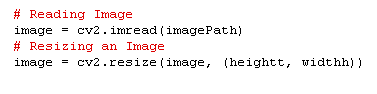 # Reading Image
image = cv2.imread(imagePath)
# Resizing an Image
image = cv2.resize(image, (heightt, widthh))